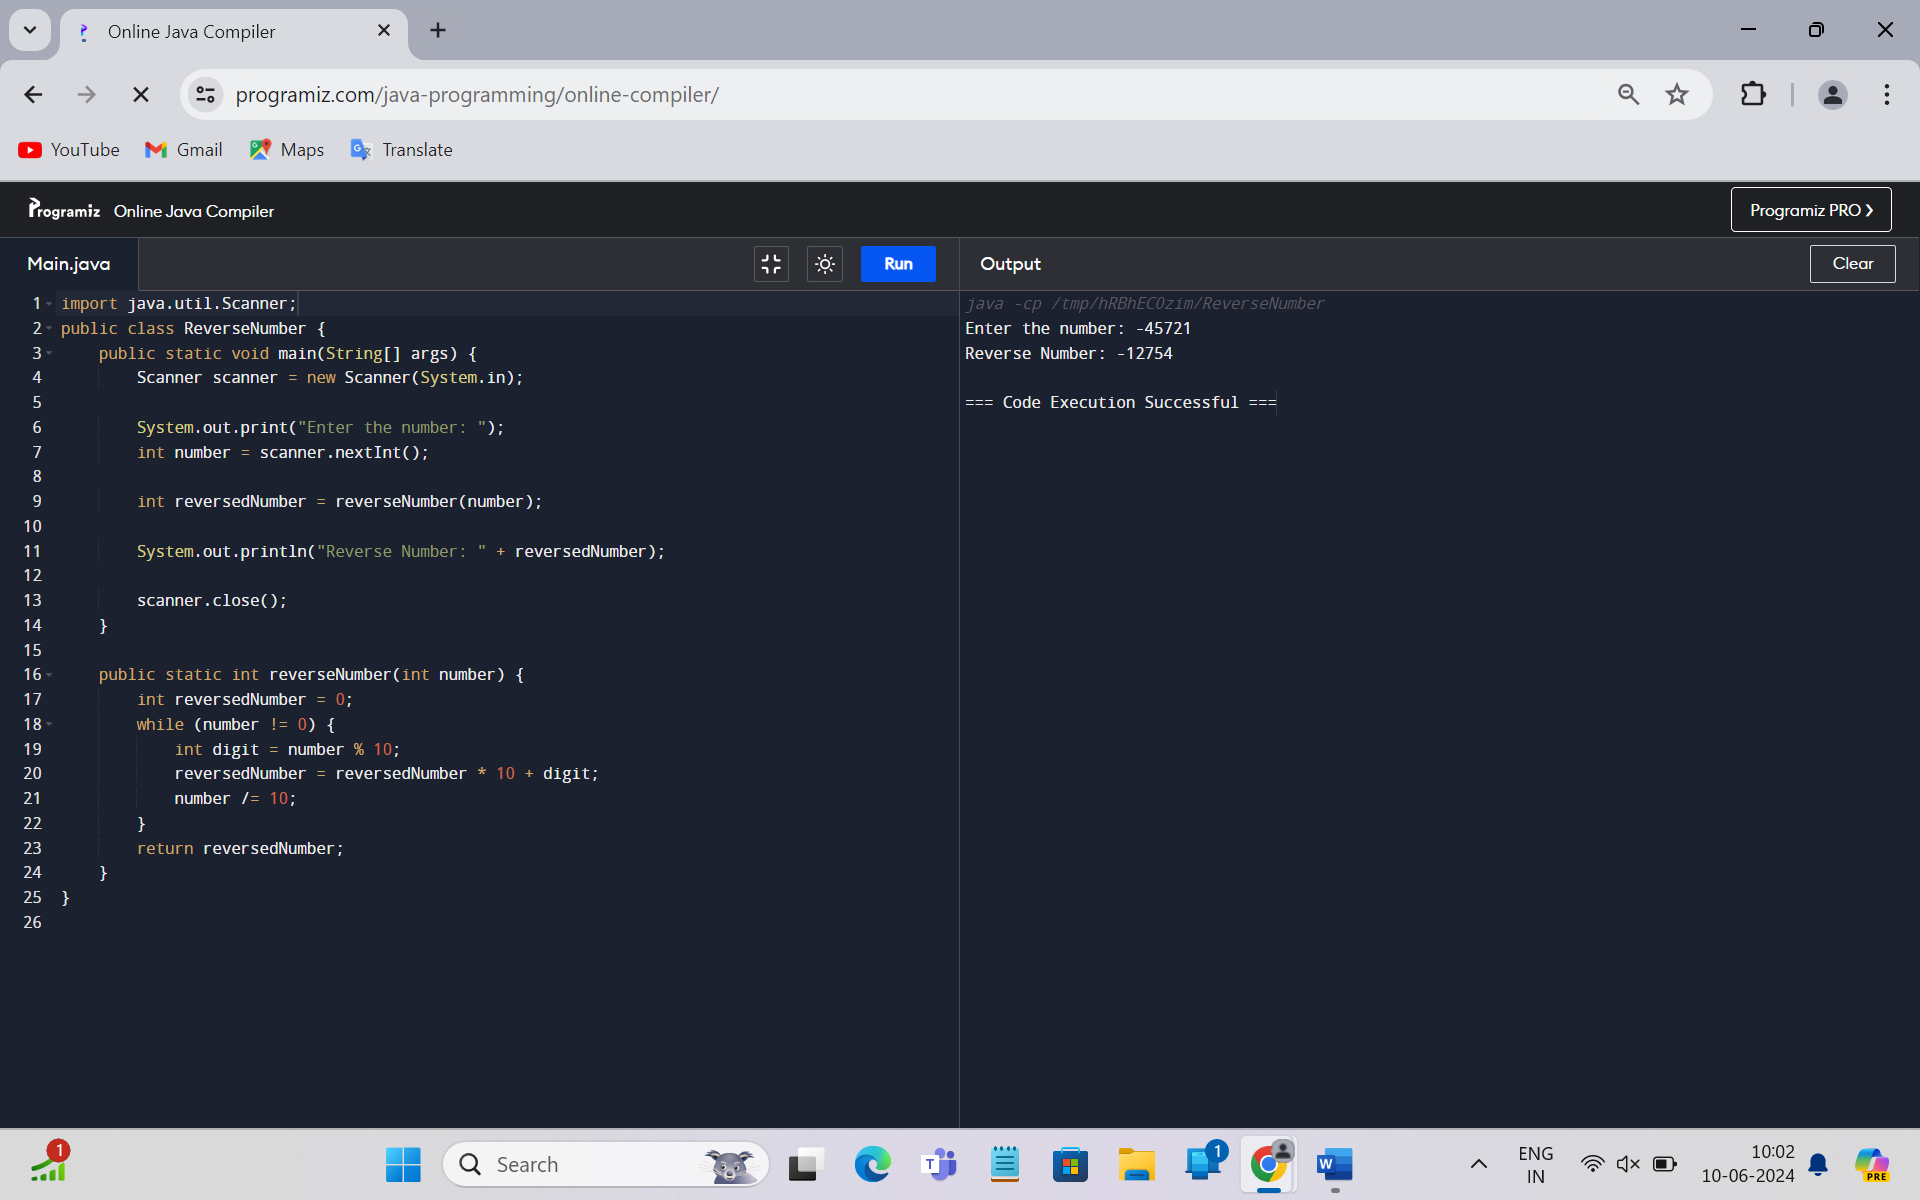 Online Java Compiler
programiz.com/java-programming/online-compiler/
YouTube Gmail Maps Translate
Programiz Online Java Compiler Programiz PRO ❯
Main.java Run
1 import java.util.Scanner;
2 public class ReverseNumber {
3     public static void main(String[] args) {
4         Scanner scanner = new Scanner(System.in);
5
6         System.out.print("Enter the number: ");
7         int number = scanner.nextInt();
8
9         int reversedNumber = reverseNumber(number);
10
11         System.out.println("Reverse Number: " + reversedNumber);
12
13         scanner.close();
14     }
15
16     public static int reverseNumber(int number) {
17         int reversedNumber = 0;
18         while (number != 0) {
19             int digit = number % 10;
20             reversedNumber = reversedNumber * 10 + digit;
21             number /= 10;
22         }
23         return reversedNumber;
24     }
25 }
26
Output Clear
java -cp /tmp/hRBhEC0zim/ReverseNumber
Enter the number: -45721
Reverse Number: -12754

=== Code Execution Successful ===
1
Search
T
1
W
ENG
IN
10:02
10-06-2024
PRE